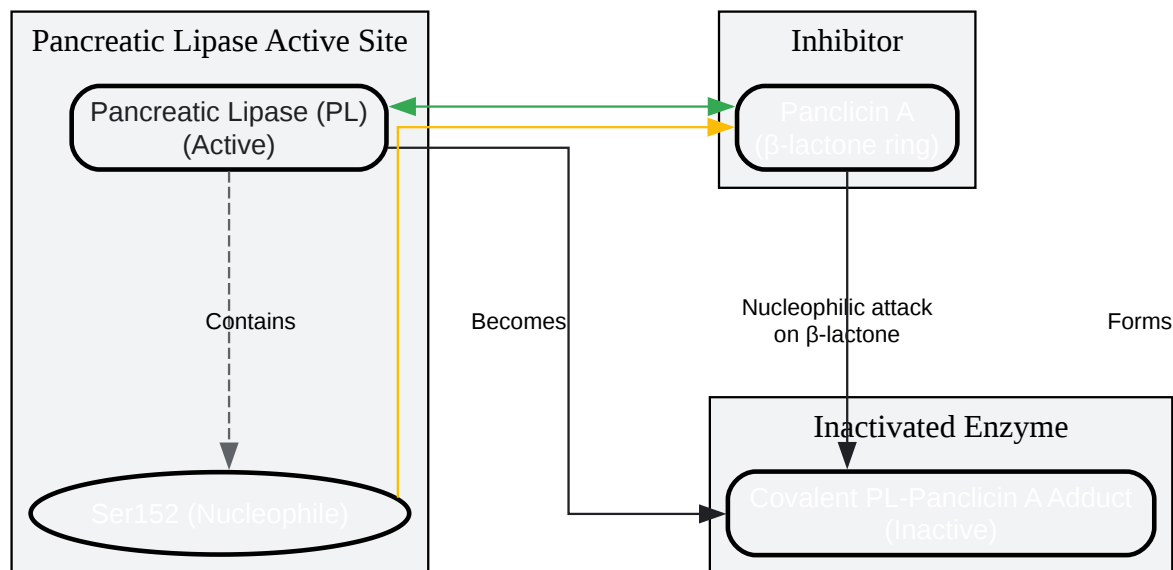 Pancreatic Lipase Active Site
Inhibitor
Pancreatic Lipase (PL)
(Active)
Panclicin A
(β-lactone ring)
Contains
Becomes
Nucleophilic attack
on β-lactone
Forms
Inactivated Enzyme
Ser152 (Nucleophile)
Covalent PL-Panclicin A Adduct
(Inactive)